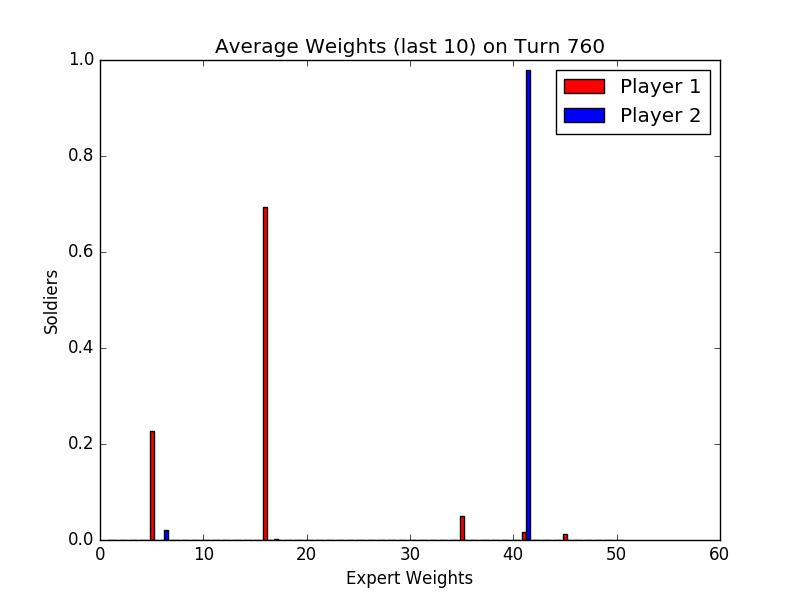 Average Weights (last 10) on Turn 760
1.0
0.8
0.6
0.4
0.2
0.0
Soldiers
Player 1
Player 2
0 10 20 30 40 50 60
Expert Weights